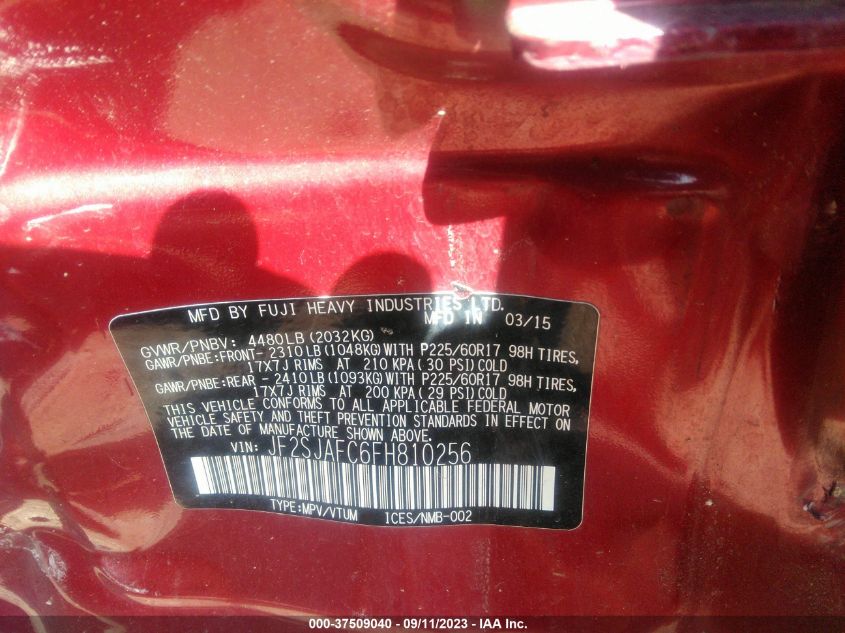 MFD BY FUJI HEAVY INDUSTRIES LTD.
MFD IN 03/15
GVWR/PNBV: 4480LB (2032KG)
GAWR/PNBE:FRONT- 2310LB (1048KG) WITH P225/60R17 98H TIRES,
17X7J RIMS AT 210 KPA (30 PSI) COLD
GAWR/PNBE:REAR - 2410LB (1093KG) WITH P225/60R17 98H TIRES,
17X7J RIMS AT 200 KPA (29 PSI) COLD
THIS VEHICLE CONFORMS TO ALL APPLICABLE FEDERAL MOTOR
VEHICLE SAFETY AND THEFT PREVENTION STANDARDS IN EFFECT ON
THE DATE OF MANUFACTURE SHOWN ABOVE.
VIN: JF2SJAFC6FH810256
TYPE:MPV/VTUM ICES/NMB-002
000-37509040 - 09/11/2023 - IAA Inc.